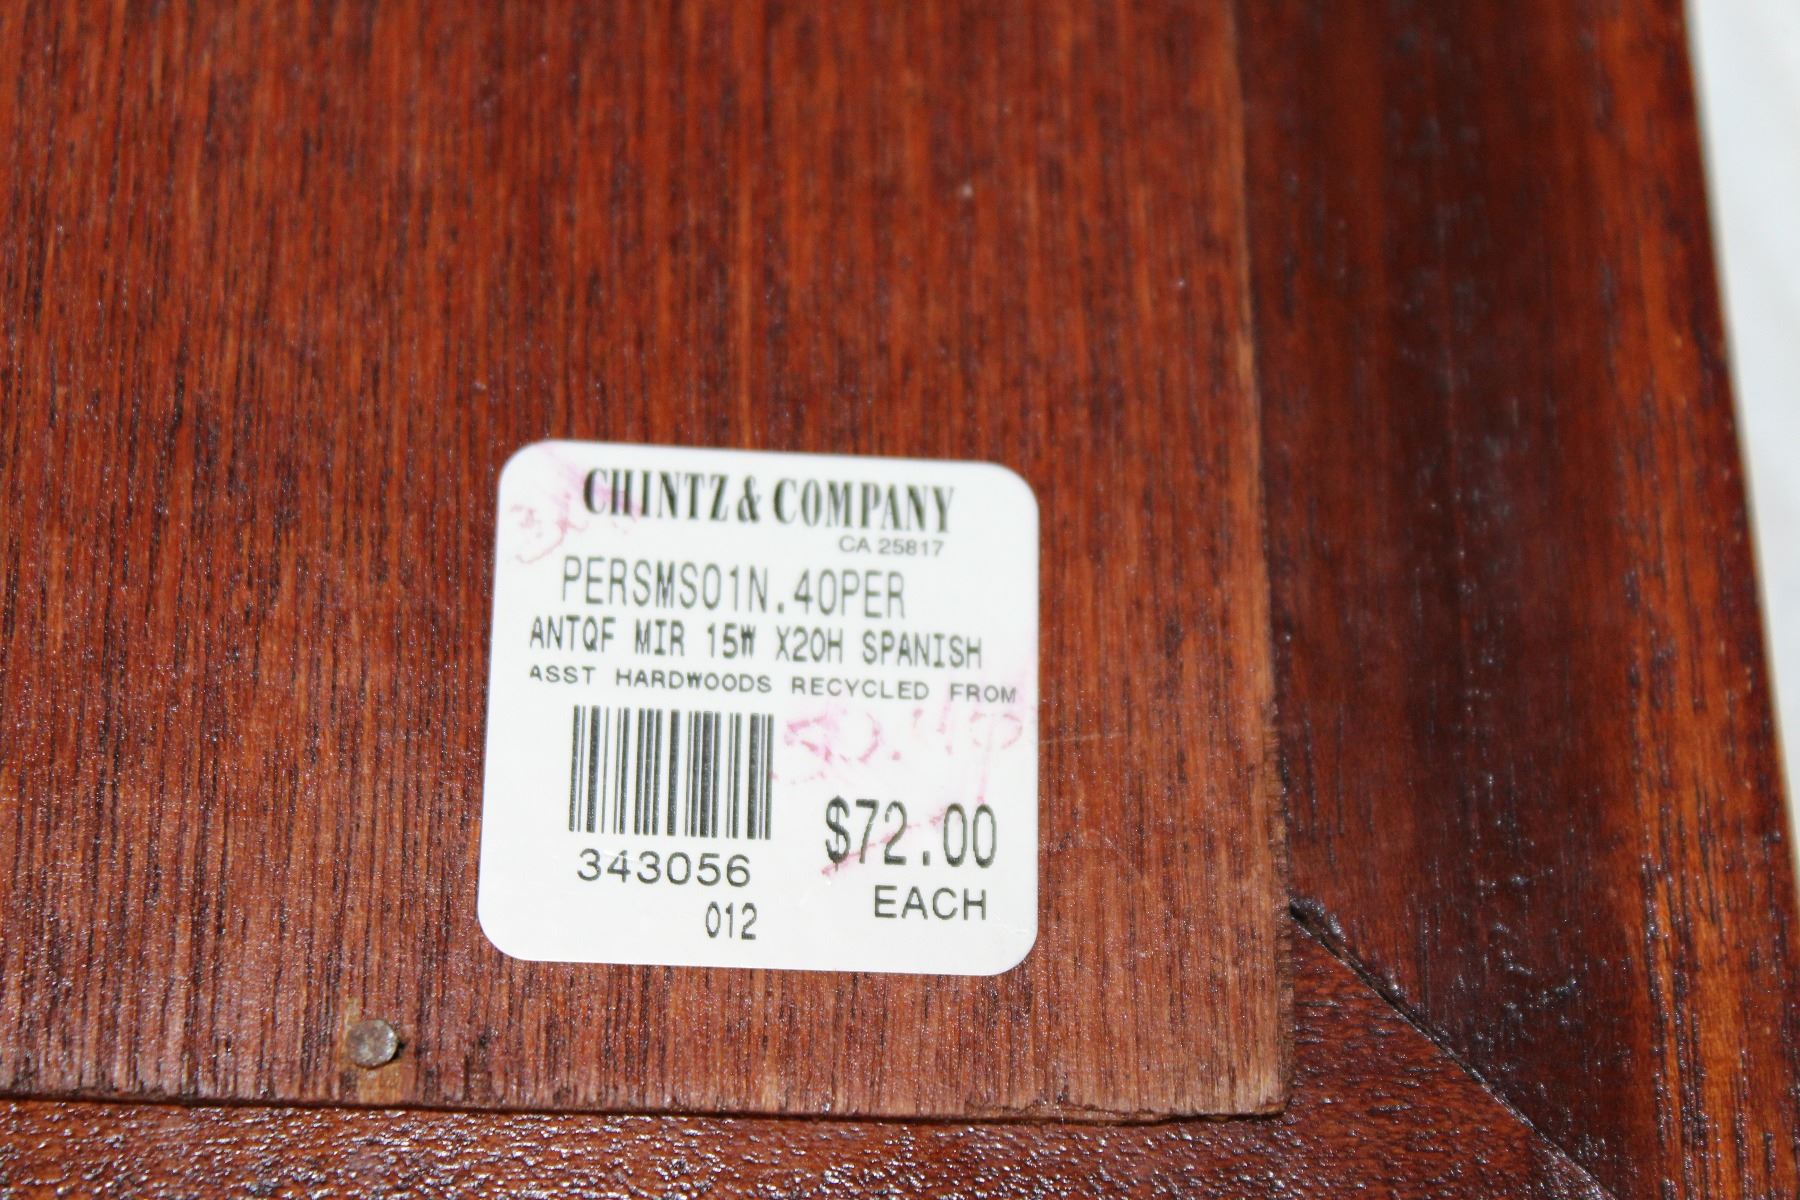 CHINTZ & COMPANY
CA 25817
PERSMS01N.40PER
ANTQF MIR 15W X20H SPANISH
ASST HARDWOODS RECYCLED FROM
343056
$72.00
EACH
012